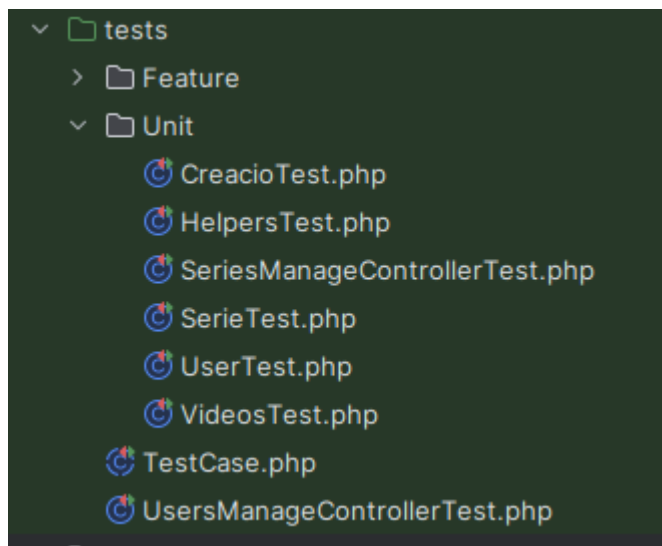 tests
Feature
Unit
CreacioTest.php
HelpersTest.php
SeriesManageControllerTest.php
SerieTest.php
UserTest.php
VideosTest.php
TestCase.php
UsersManageControllerTest.php